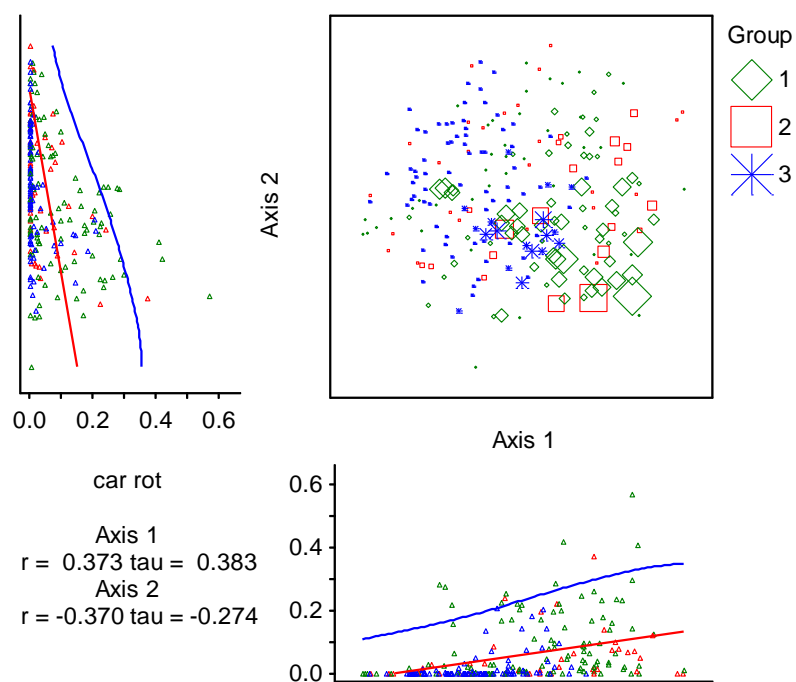 Group
1
2
3
Axis 2
0.0 0.2 0.4 0.6
Axis 1
car rot
Axis 1
r = 0.373 tau = 0.383
Axis 2
r = -0.370 tau = -0.274
0.6
0.4
0.2
0.0